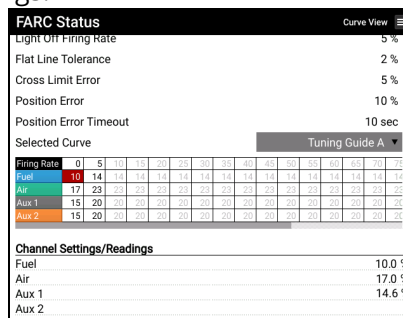 FARC Status Curve View
Light Off Firing Rate 5 %
Flat Line Tolerance 2 %
Cross Limit Error 5 %
Position Error 10 %
Position Error Timeout 10 sec
Selected Curve Tuning Guide A
Firing Rate 0 5 10 15 20 25 30 35 40 45 50 55 60 65 70 75
Fuel 10 14 14 14 14 14 14 14 14 14 14 14 14 14 14 14
Air 17 23 23 23 23 23 23 23 23 23 23 23 23 23 23 23
Aux 1 15 20 20 20 20 20 20 20 20 20 20 20 20 20 20 20
Aux 2 15 20 20 20 20 20 20 20 20 20 20 20 20 20 20 20
Channel Settings/Readings
Fuel 10.0
Air 17.0
Aux 1 14.6
Aux 2